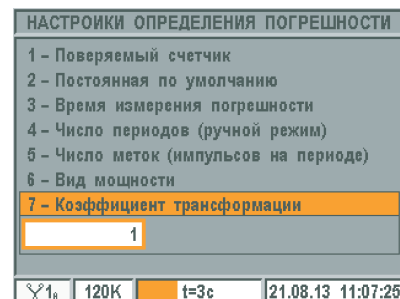 НАСТРОЙКИ ОПРЕДЕЛЕНИЯ ПОГРЕШНОСТИ
1 – Поверяемый счетчик
2 – Постоянная по умолчанию
3 – Время измерения погрешности
4 – Число периодов (ручной режим)
5 – Число меток (импульсов на периоде)
6 – Вид мощности
7 – Коэффициент трансформации
1
1₈ 120K t=3c 21.08.13 11:07:25